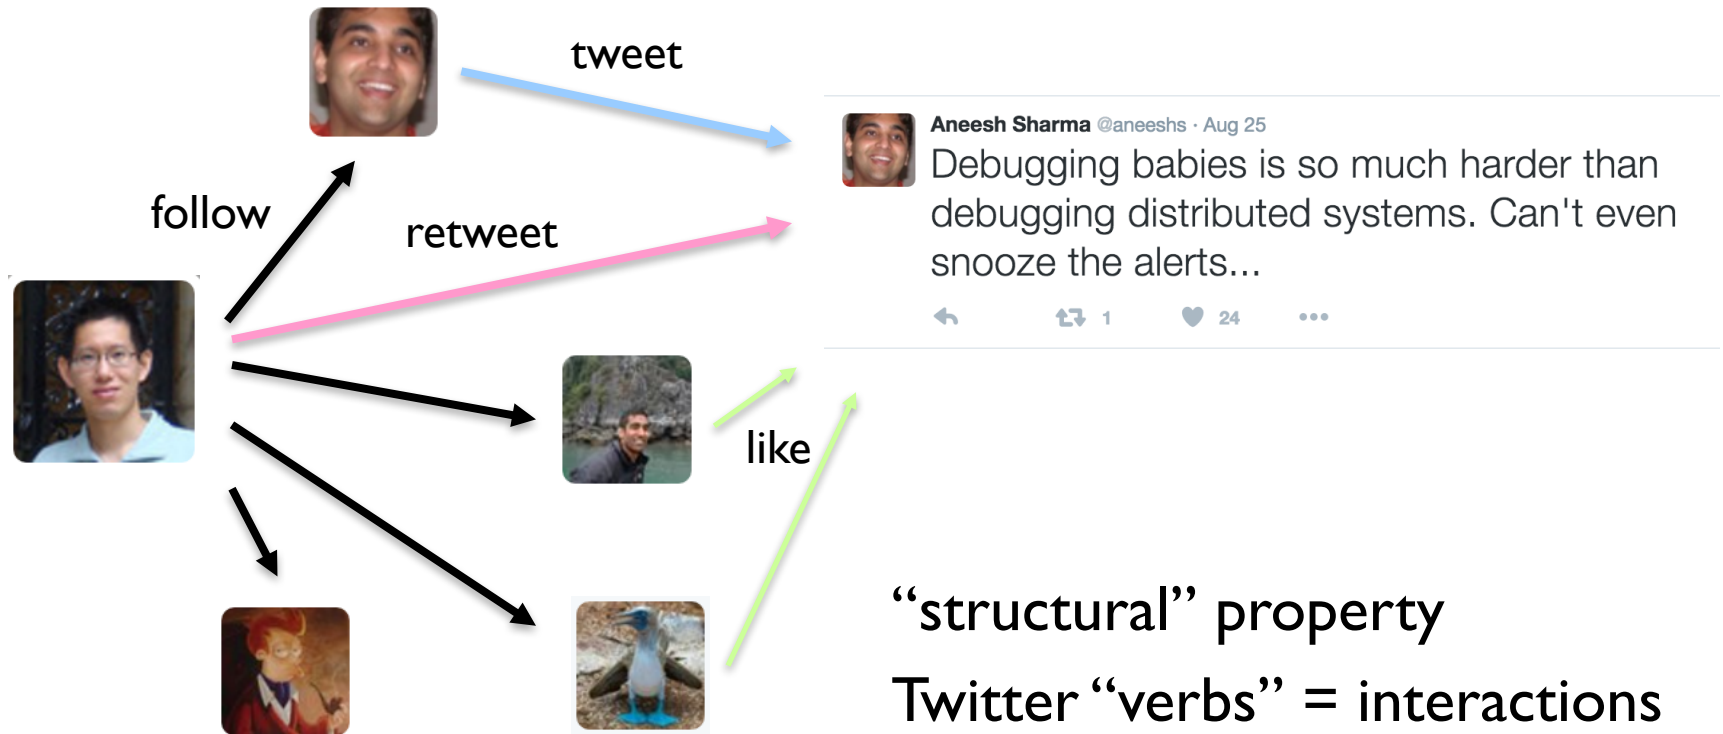 tweet
Aneesh Sharma @aneeshs · Aug 25
Debugging babies is so much harder than
debugging distributed systems. Can't even
snooze the alerts...
1 24
follow
retweet
like
“structural” property
Twitter “verbs” = interactions